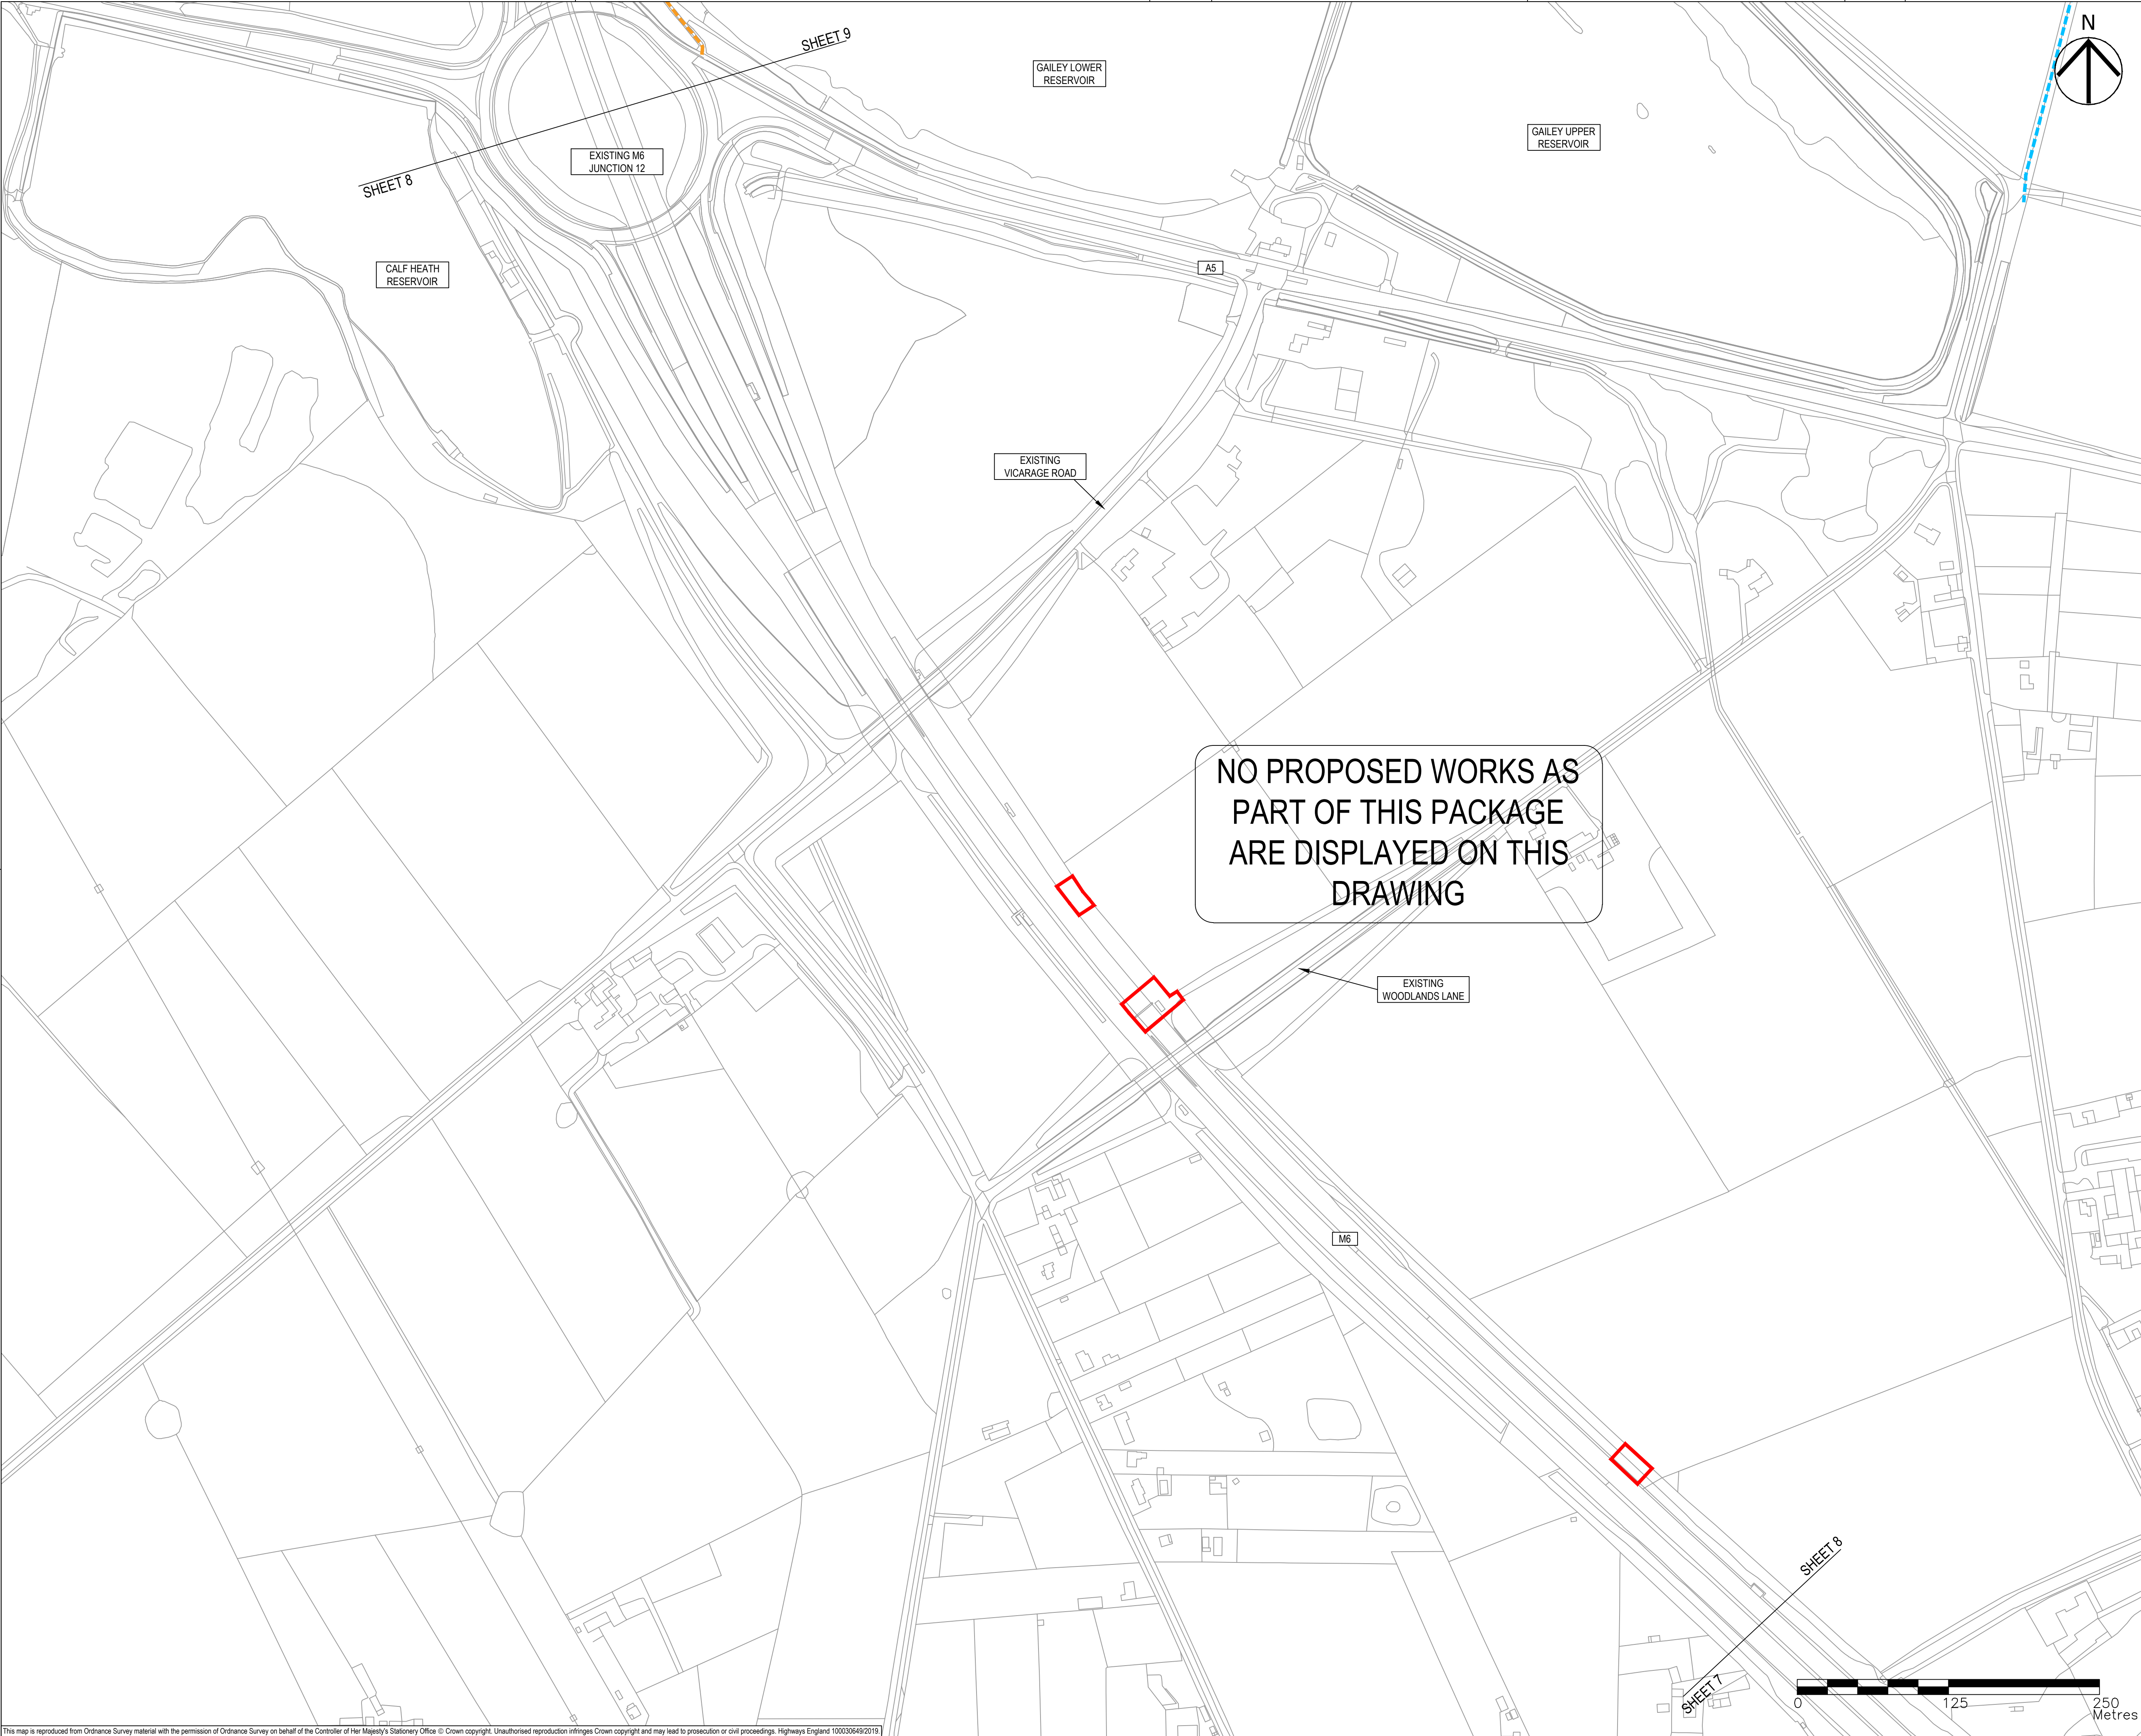 SHEET 9
SHEET 8
N
GAILEY LOWER
RESERVOIR
GAILEY UPPER
RESERVOIR
EXISTING M6
JUNCTION 12
CALF HEATH
RESERVOIR
A5
EXISTING
VICARAGE ROAD
NO PROPOSED WORKS AS
PART OF THIS PACKAGE
ARE DISPLAYED ON THIS
DRAWING
EXISTING
WOODLANDS LANE
M6
SHEET 8
SHEET 7
0 125 250
Metres
This map is reproduced from Ordnance Survey material with the permission of Ordnance Survey on behalf of the Controller of Her Majesty's Stationery Office © Crown copyright. Unauthorised reproduction infringes Crown copyright and may lead to prosecution or civil proceedings. Highways England 100030649/2019.